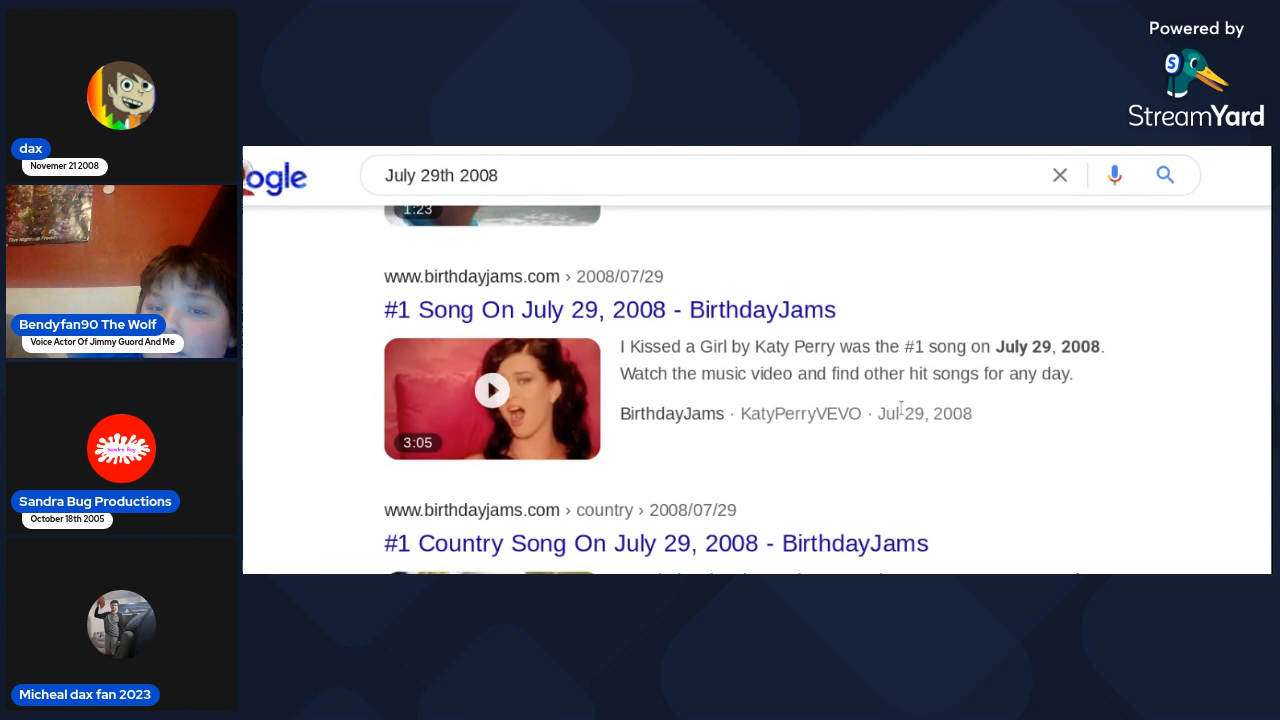 Powered by
StreamYard
dax
Novemer 21 2008
Bendyfan90 The Wolf
Voice Actor Of Jimmy Guord And Me
Sandra Bug
Sandra Bug Productions
October 18th 2005
Micheal dax fan 2023
ogle
July 29th 2008
1:23
www.birthdayjams.com › 2008/07/29
#1 Song On July 29, 2008 - BirthdayJams
I Kissed a Girl by Katy Perry was the #1 song on July 29, 2008.
Watch the music video and find other hit songs for any day.
BirthdayJams · KatyPerryVEVO · Jul 29, 2008
3:05
www.birthdayjams.com › country › 2008/07/29
#1 Country Song On July 29, 2008 - BirthdayJams